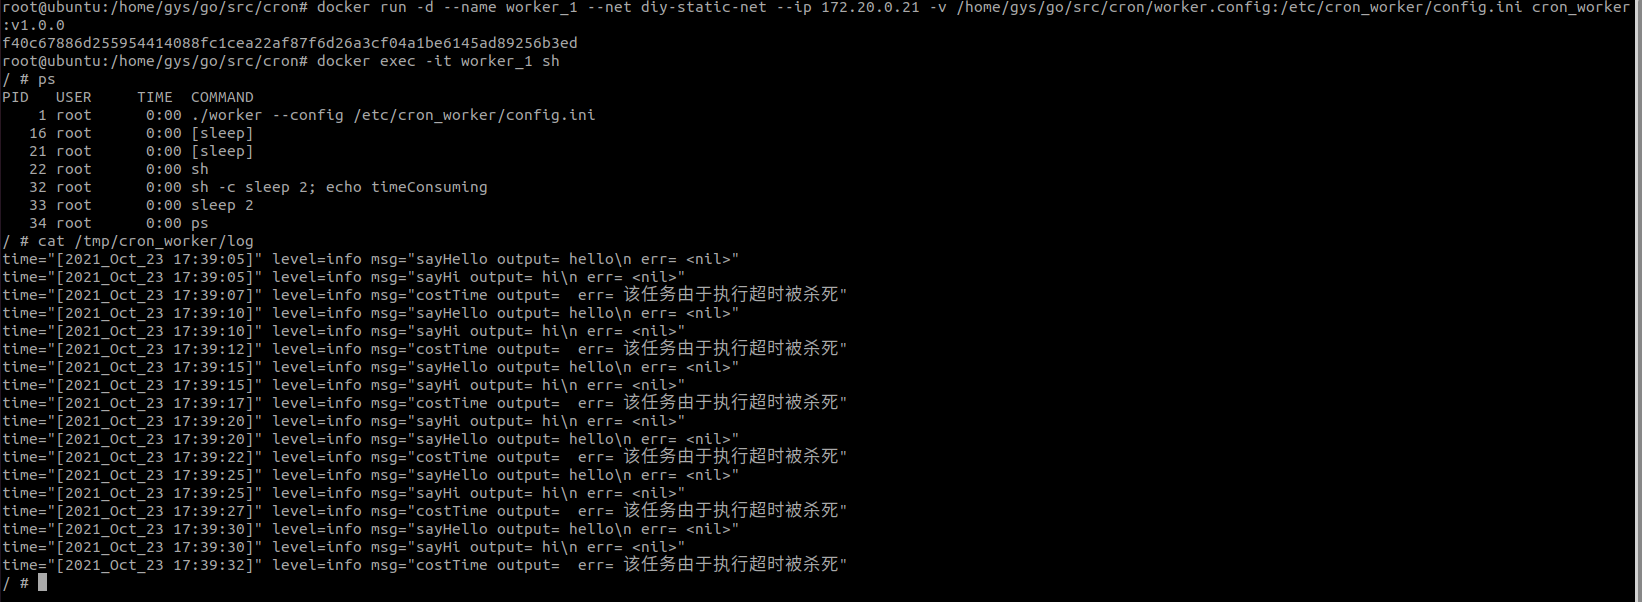 root@ubuntu:/home/gys/go/src/cron# docker run -d --name worker_1 --net diy-static-net --ip 172.20.0.21 -v /home/gys/go/src/cron/worker.config:/etc/cron_worker/config.ini cron_worker
:v1.0.0
f40c67886d255954414088fc1cea22af87f6d26a3cf04a1be6145ad89256b3ed
root@ubuntu:/home/gys/go/src/cron# docker exec -it worker_1 sh
/ # ps
PID   USER     TIME  COMMAND
    1 root      0:00 ./worker --config /etc/cron_worker/config.ini
   16 root      0:00 [sleep]
   21 root      0:00 [sleep]
   22 root      0:00 sh
   32 root      0:00 sh -c sleep 2; echo timeConsuming
   33 root      0:00 sleep 2
   34 root      0:00 ps
/ # cat /tmp/cron_worker/log
time="[2021_Oct_23 17:39:05]" level=info msg="sayHello output= hello\n err= <nil>"
time="[2021_Oct_23 17:39:05]" level=info msg="sayHi output= hi\n err= <nil>"
time="[2021_Oct_23 17:39:07]" level=info msg="costTime output=  err= 该任务由于执行超时被杀死"
time="[2021_Oct_23 17:39:10]" level=info msg="sayHello output= hello\n err= <nil>"
time="[2021_Oct_23 17:39:10]" level=info msg="sayHi output= hi\n err= <nil>"
time="[2021_Oct_23 17:39:12]" level=info msg="costTime output=  err= 该任务由于执行超时被杀死"
time="[2021_Oct_23 17:39:15]" level=info msg="sayHello output= hello\n err= <nil>"
time="[2021_Oct_23 17:39:15]" level=info msg="sayHi output= hi\n err= <nil>"
time="[2021_Oct_23 17:39:17]" level=info msg="costTime output=  err= 该任务由于执行超时被杀死"
time="[2021_Oct_23 17:39:20]" level=info msg="sayHi output= hi\n err= <nil>"
time="[2021_Oct_23 17:39:20]" level=info msg="sayHello output= hello\n err= <nil>"
time="[2021_Oct_23 17:39:22]" level=info msg="costTime output=  err= 该任务由于执行超时被杀死"
time="[2021_Oct_23 17:39:25]" level=info msg="sayHello output= hello\n err= <nil>"
time="[2021_Oct_23 17:39:25]" level=info msg="sayHi output= hi\n err= <nil>"
time="[2021_Oct_23 17:39:27]" level=info msg="costTime output=  err= 该任务由于执行超时被杀死"
time="[2021_Oct_23 17:39:30]" level=info msg="sayHello output= hello\n err= <nil>"
time="[2021_Oct_23 17:39:30]" level=info msg="sayHi output= hi\n err= <nil>"
time="[2021_Oct_23 17:39:32]" level=info msg="costTime output=  err= 该任务由于执行超时被杀死"
/ #